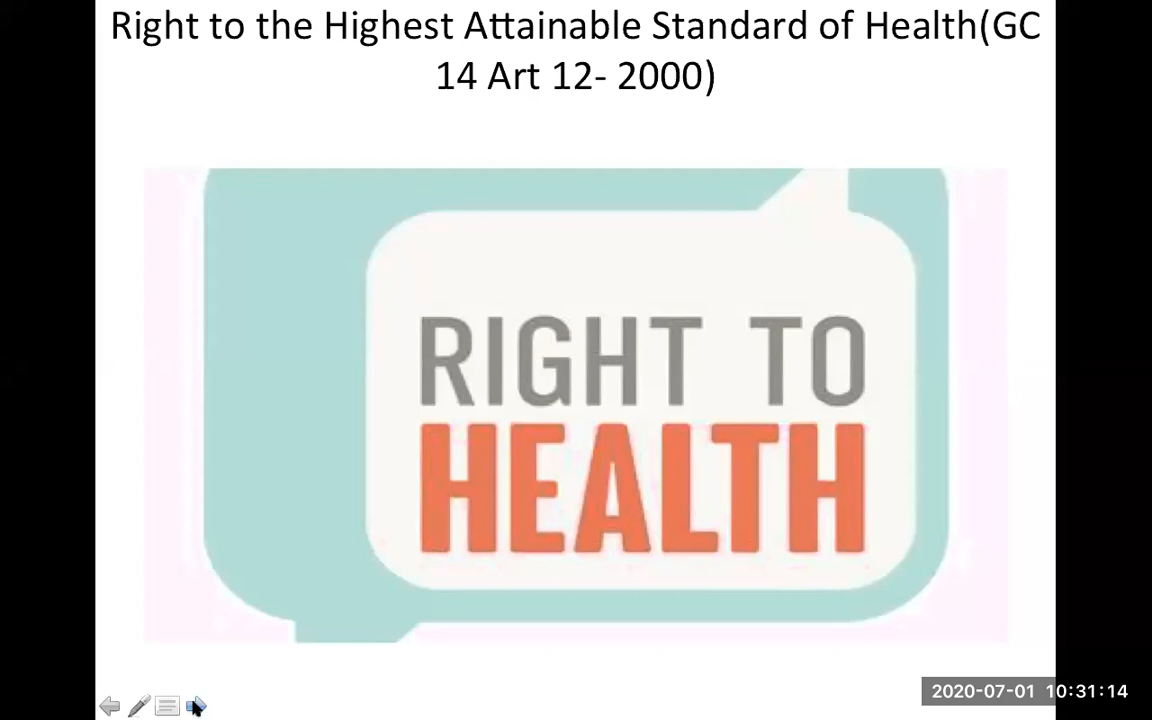 Right to the Highest Attainable Standard of Health(GC
14 Art 12- 2000)
RIGHT TO
HEALTH
2020-07-01 10:31:14